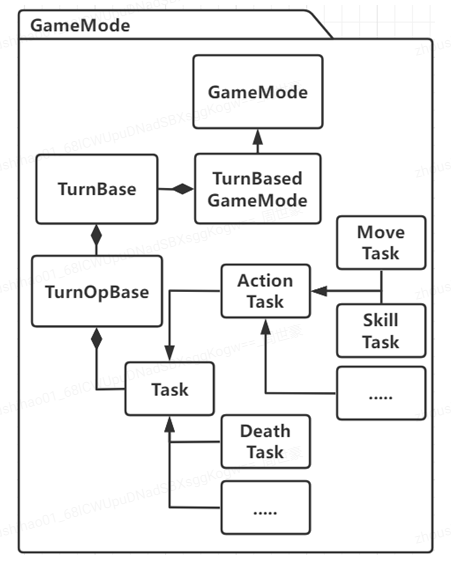 GameMode
GameMode
TurnBase
TurnBased
GameMode
Move
Task
TurnOpBase
Action
Task
Skill
Task
Task
.....
Death
Task
.....